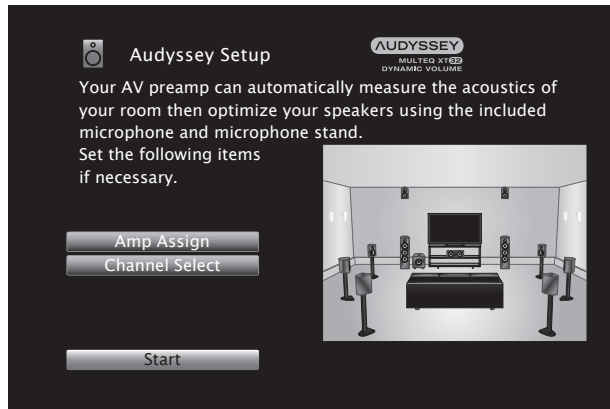 Audyssey Setup
AUDYSSEY
MULTEQ XT32
DYNAMIC VOLUME
Your AV preamp can automatically measure the acoustics of
your room then optimize your speakers using the included
microphone and microphone stand.
Set the following items
if necessary.
Amp Assign
Channel Select
Start